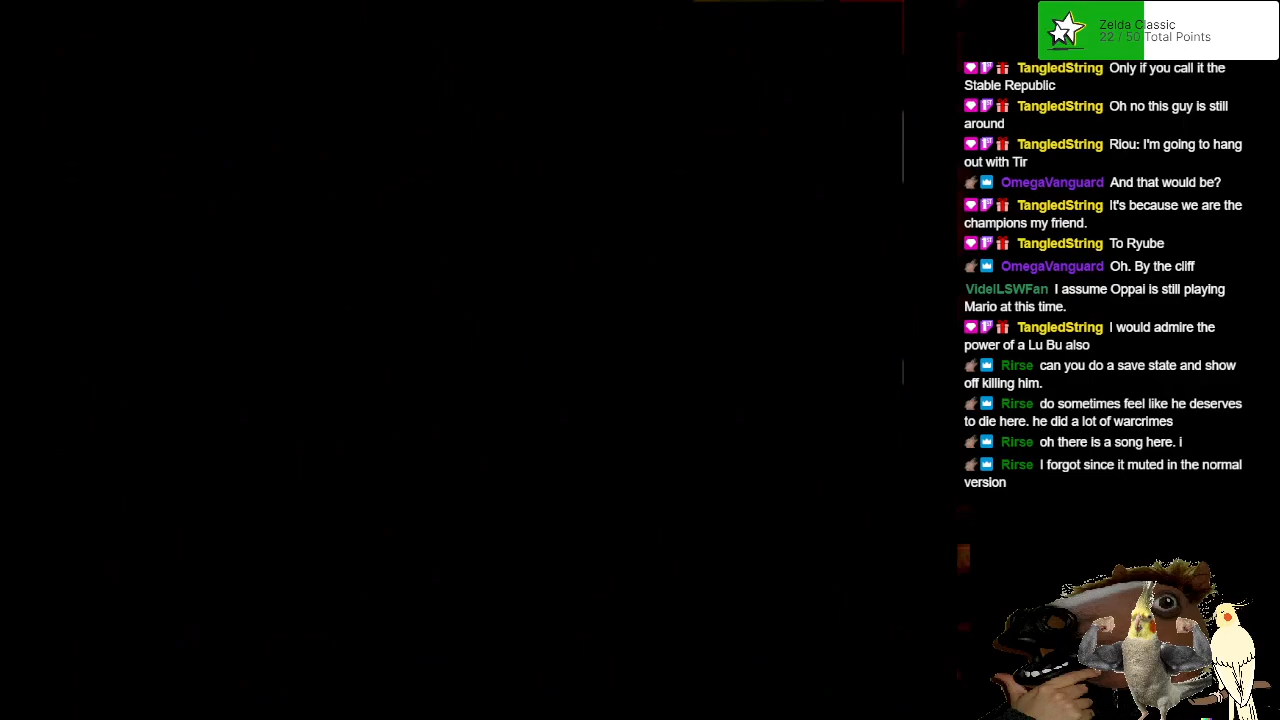 Zelda Classic
22 / 50 Total Points
TangledString Only if you call it the
Stable Republic
TangledString Oh no this guy is still
around
TangledString Riou: I'm going to hang
out with Tir
OmegaVanguard And that would be?
TangledString It's because we are the
champions my friend.
TangledString To Ryube
OmegaVanguard Oh. By the cliff
VidelLSWFan I assume Oppai is still playing
Mario at this time.
TangledString I would admire the
power of a Lu Bu also
Rirse can you do a save state and show
off killing him.
Rirse do sometimes feel like he deserves
to die here. he did a lot of warcrimes
Rirse oh there is a song here. i
Rirse I forgot since it muted in the normal
version